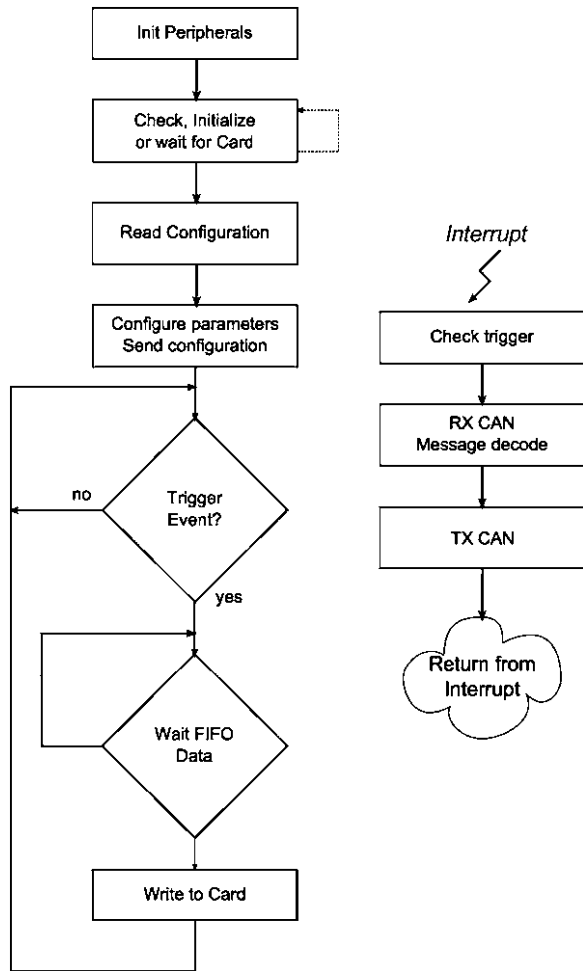 Init Peripherals
Check, Initialize
or wait for Card
Read Configuration
Configure parameters
Send configuration
no
Trigger
Event?
yes
Wait FIFO
Data
Write to Card
Interrupt
Check trigger
RX CAN
Message decode
TX CAN
Return from
Interrupt